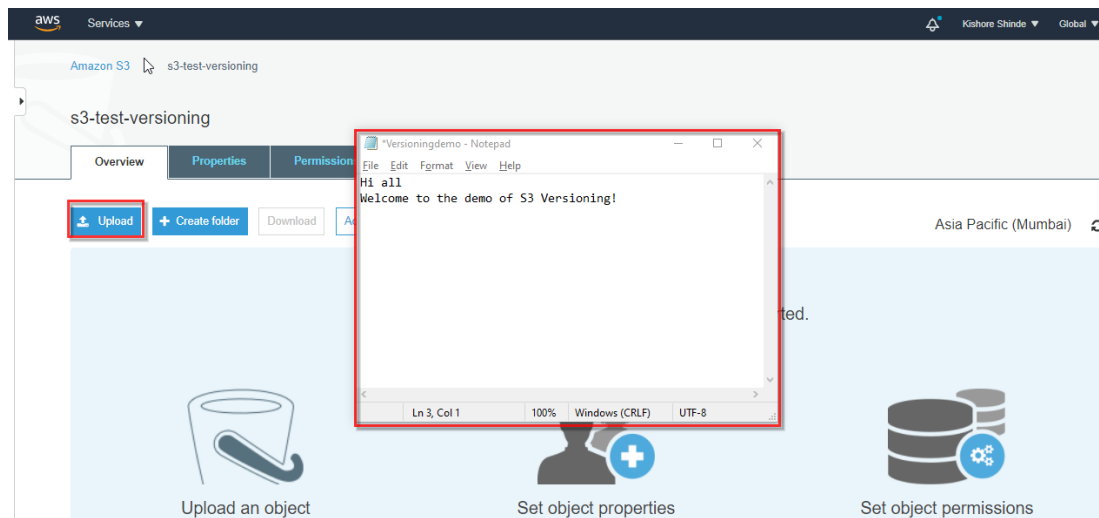 aws Services Kishore Shinde Global
Amazon S3 s3-test-versioning
s3-test-versioning
Overview Properties Permission
*Versioningdemo - Notepad
File Edit Format View Help
Hi all
Welcome to the demo of S3 Versioning!
Upload + Create folder Download
Asia Pacific (Mumbai)
ted.
Ln 3, Col 1 100% Windows (CRLF) UTF-8
Upload an object Set object properties Set object permissions